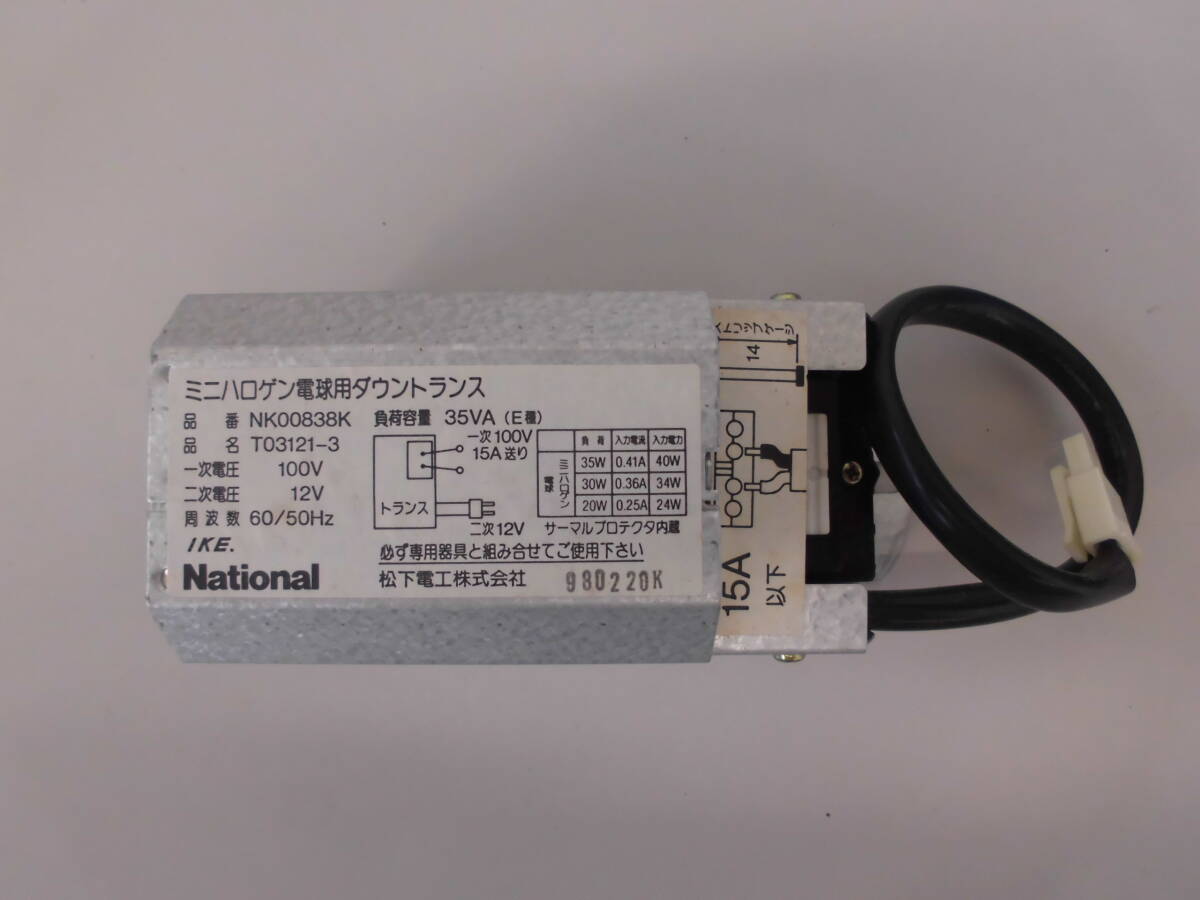 ミニハロゲン電球用ダウントランス
品番 NK00838K 負荷容量 35VA (E種)
品名 T03121-3
一次電圧 100V
二次電圧 12V
周波数 60/50Hz
IKE.
National
一次100V
15A送り
トランス
二次12V
負荷 入力電流 入力電力
ミニハロゲン電球
35W 0.41A 40W
30W 0.36A 34W
20W 0.25A 24W
サーマルプロテクタ内蔵
必ず専用器具と組み合せてご使用下さい
松下電工株式会社 980220K
ストリップゲージ
14
15A
以下